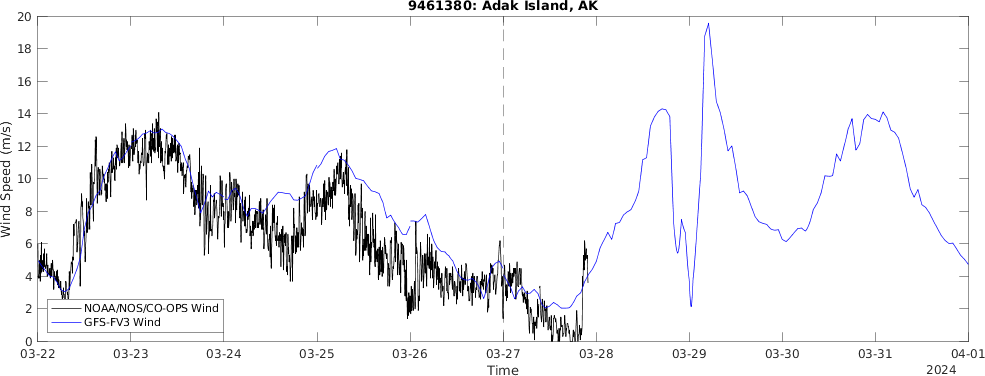 9461380: Adak Island, AK
Wind Speed (m/s)
20
18
16
14
12
10
8
6
4
2
0
NOAA/NOS/CO-OPS Wind
GFS-FV3 Wind
03-22 03-23 03-24 03-25 03-26 03-27 03-28 03-29 03-30 03-31 04-01
Time
2024